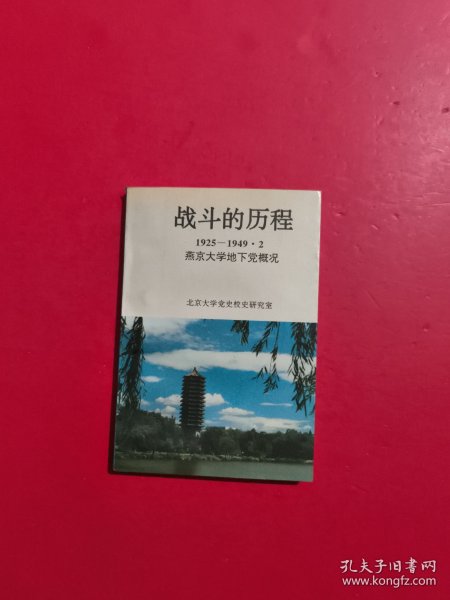 战斗的历程
1925—1949·2
燕京大学地下党概况
北京大学党史校史研究室
孔夫子旧书网
www.kongfz.com